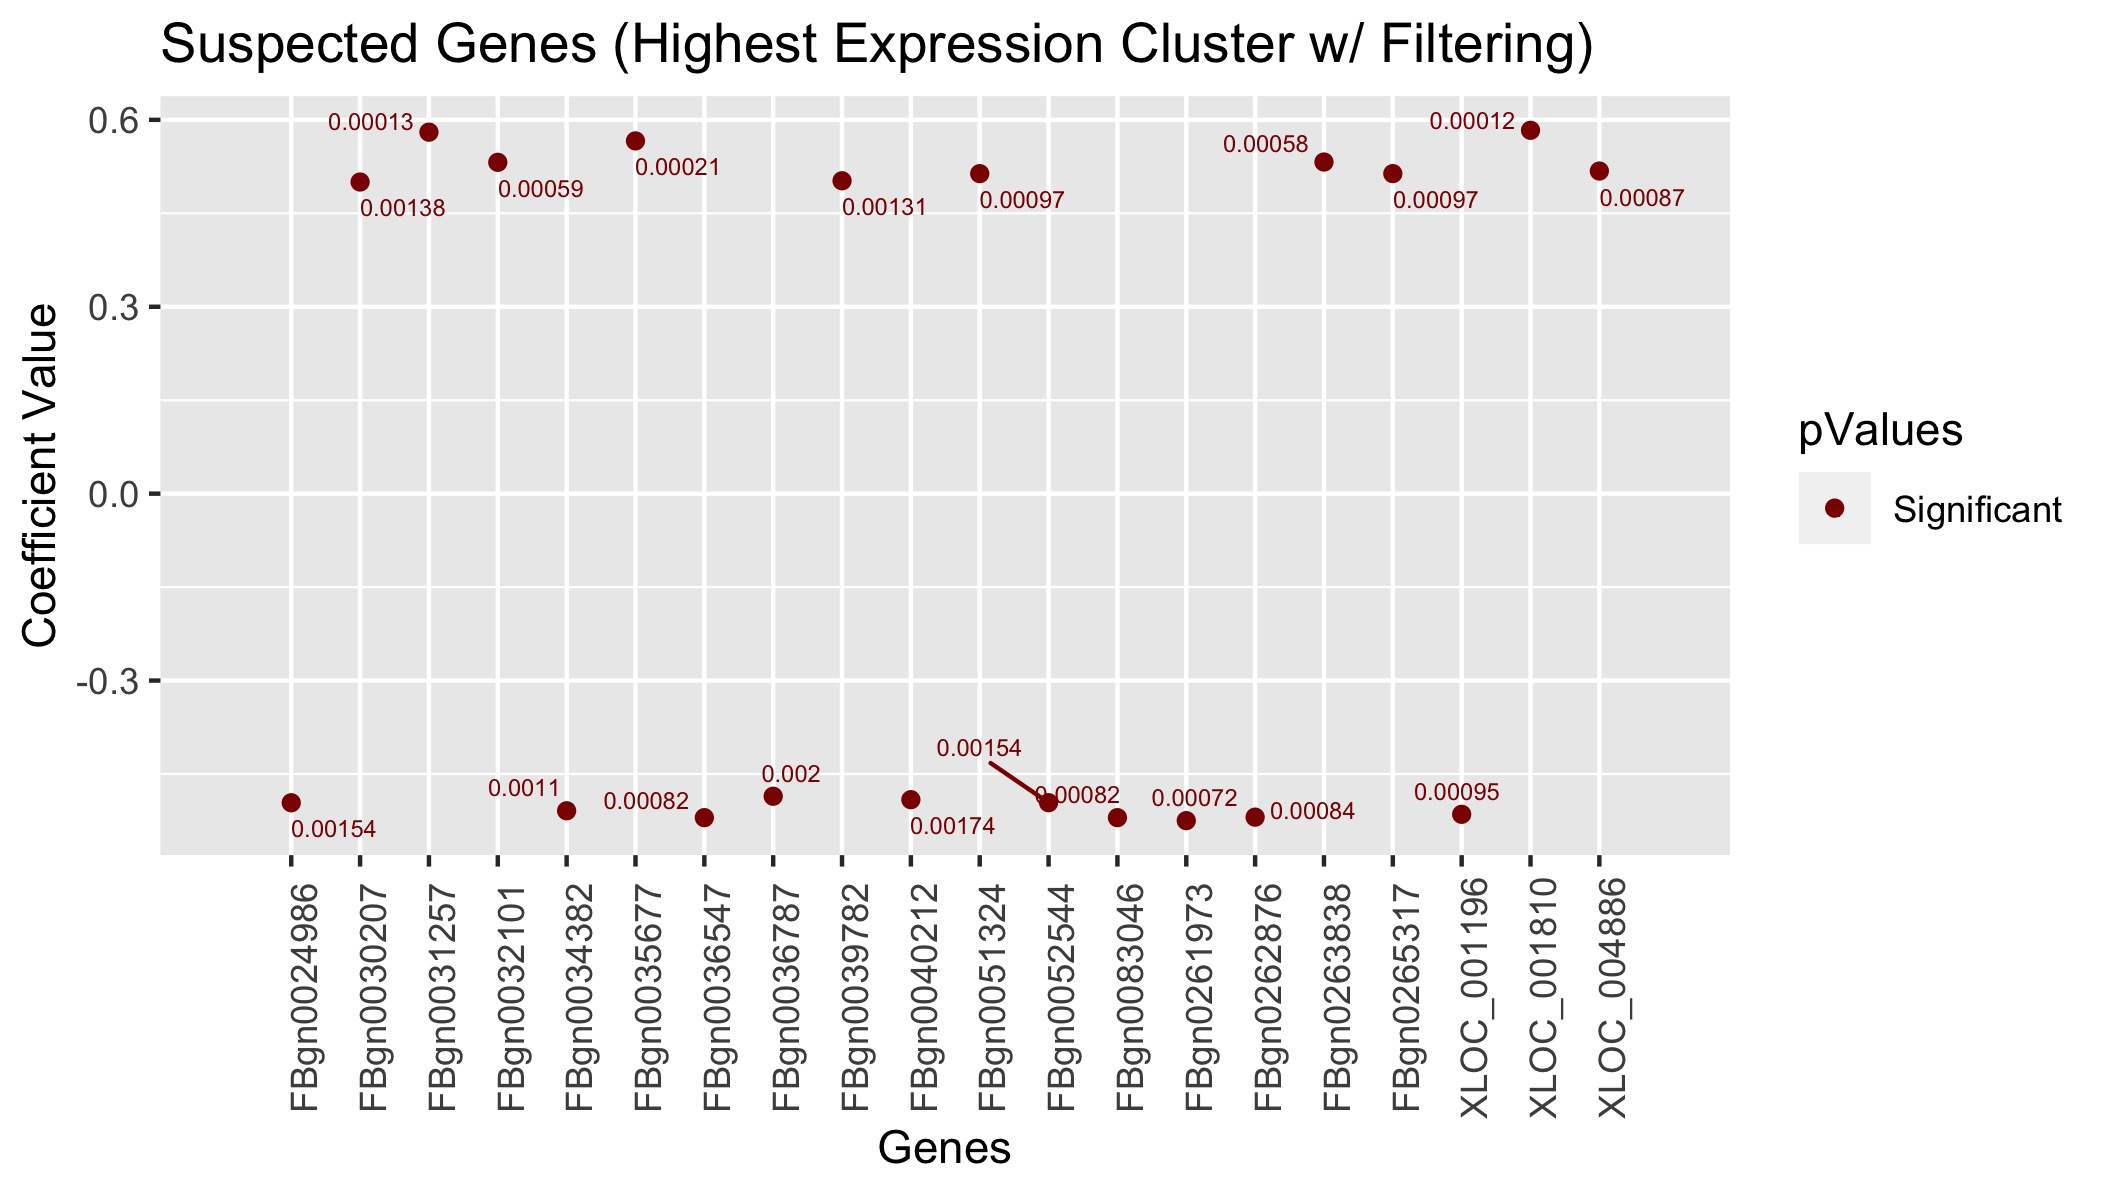 Suspected Genes (Highest Expression Cluster w/ Filtering)
Coefficient Value
0.6
0.3
0.0
-0.3
0.00013
0.00138
0.00059
0.00021
0.00131
0.00097
0.00058
0.00097
0.00012
0.00087
0.00154
0.0011
0.00082
0.002
0.00174
0.00154
0.00082
0.00072
0.00084
0.00095
FBgn0024986
FBgn0030207
FBgn0031257
FBgn0032101
FBgn0034382
FBgn0035677
FBgn0036547
FBgn0036787
FBgn0039782
FBgn0040212
FBgn0051324
FBgn0052544
FBgn0083046
FBgn0261973
FBgn0262876
FBgn0263838
FBgn0265317
XLOC_001196
XLOC_001810
XLOC_004886
Genes
pValues
Significant